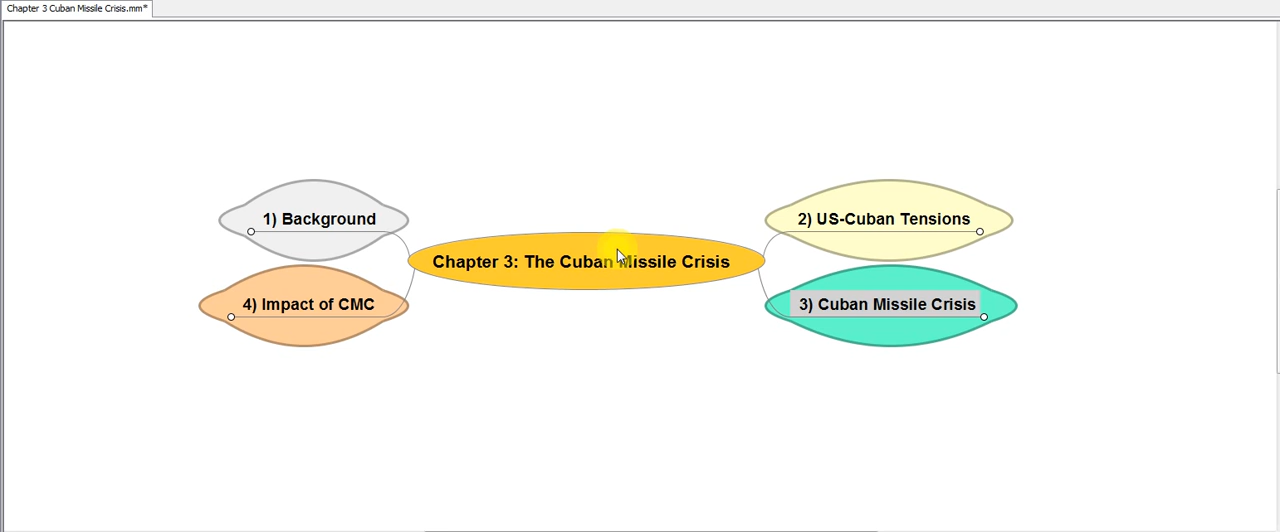 Chapter 3 Cuban Missile Crisis.mm*
1) Background
2) US-Cuban Tensions
Chapter 3: The Cuban Missile Crisis
4) Impact of CMC
3) Cuban Missile Crisis